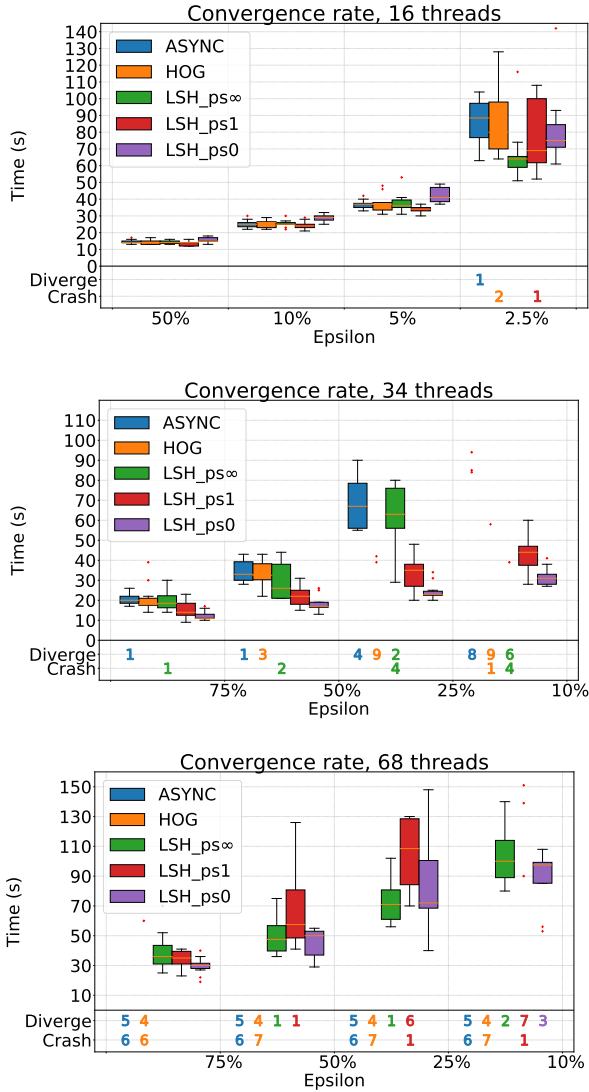 Convergence rate, 16 threads
140
130
120
110
100
90
80
70
60
50
40
30
20
10
0
Time (s)
ASYNC
HOG
LSH_ps∞
LSH_ps1
LSH_ps0
Diverge 1
Crash 2 1
50% 10% 5% 2.5%
Epsilon
Convergence rate, 34 threads
110
100
90
80
70
60
50
40
30
20
10
0
Time (s)
ASYNC
HOG
LSH_ps∞
LSH_ps1
LSH_ps0
Diverge 1 1 3 4 9 2 8 9 6
Crash 1 2 4 1 4
75% 50% 25% 10%
Epsilon
Convergence rate, 68 threads
150
130
110
90
70
50
30
10
Time (s)
ASYNC
HOG
LSH_ps∞
LSH_ps1
LSH_ps0
Diverge 5 4 5 4 1 1 5 4 1 6 5 4 2 7 3
Crash 6 6 6 7 6 7 1 6 7 1
75% 50% 25% 10%
Epsilon